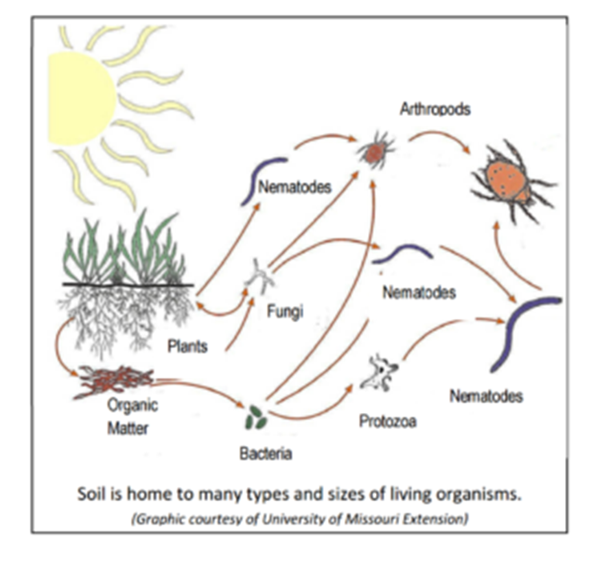 Arthropods
Nematodes
Nematodes
Fungi
Plants
Nematodes
Organic
Matter
Protozoa
Bacteria
Soil is home to many types and sizes of living organisms.
(Graphic courtesy of University of Missouri Extension)